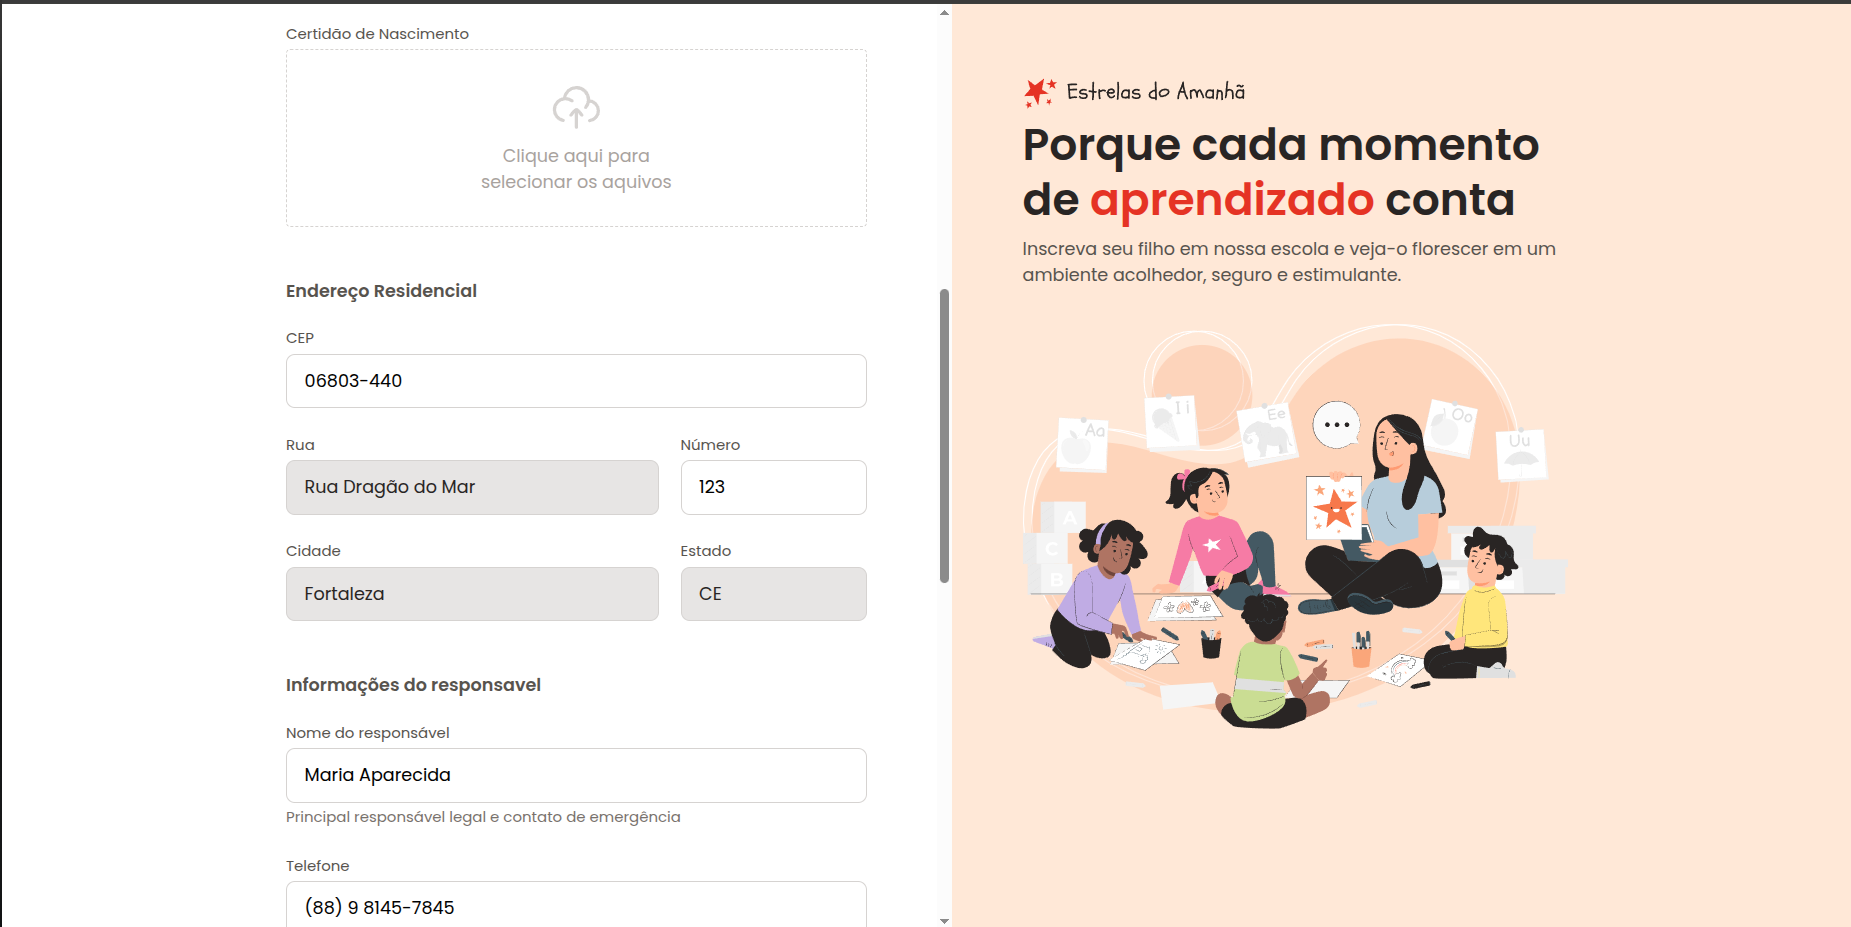 Certidão de Nascimento
Clique aqui para
selecionar os aquivos
Endereço Residencial
CEP
06803-440
Rua
Número
Rua Dragão do Mar
123
Cidade
Estado
Fortaleza
CE
Informações do responsavel
Nome do responsável
Maria Aparecida
Principal responsável legal e contato de emergência
Telefone
(88) 9 8145-7845
Estrelas do Amanhã
Porque cada momento
de aprendizado conta
Inscreva seu filho em nossa escola e veja-o florescer em um
ambiente acolhedor, seguro e estimulante.
Aa
Ii
Ee
Oo
Uu
A
C
B